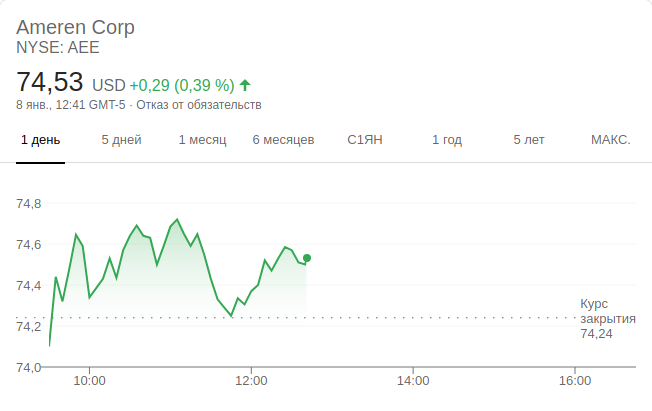 Ameren Corp
NYSE: AEE
74,53 USD +0,29 (0,39 %)
8 янв., 12:41 GMT-5 · Отказ от обязательств
1 день 5 дней 1 месяц 6 месяцев С1ЯН 1 год 5 лет МАКС.
74,8
74,6
74,4
Курс
закрытия
74,24
74,2
74,0
10:00 12:00 14:00 16:00